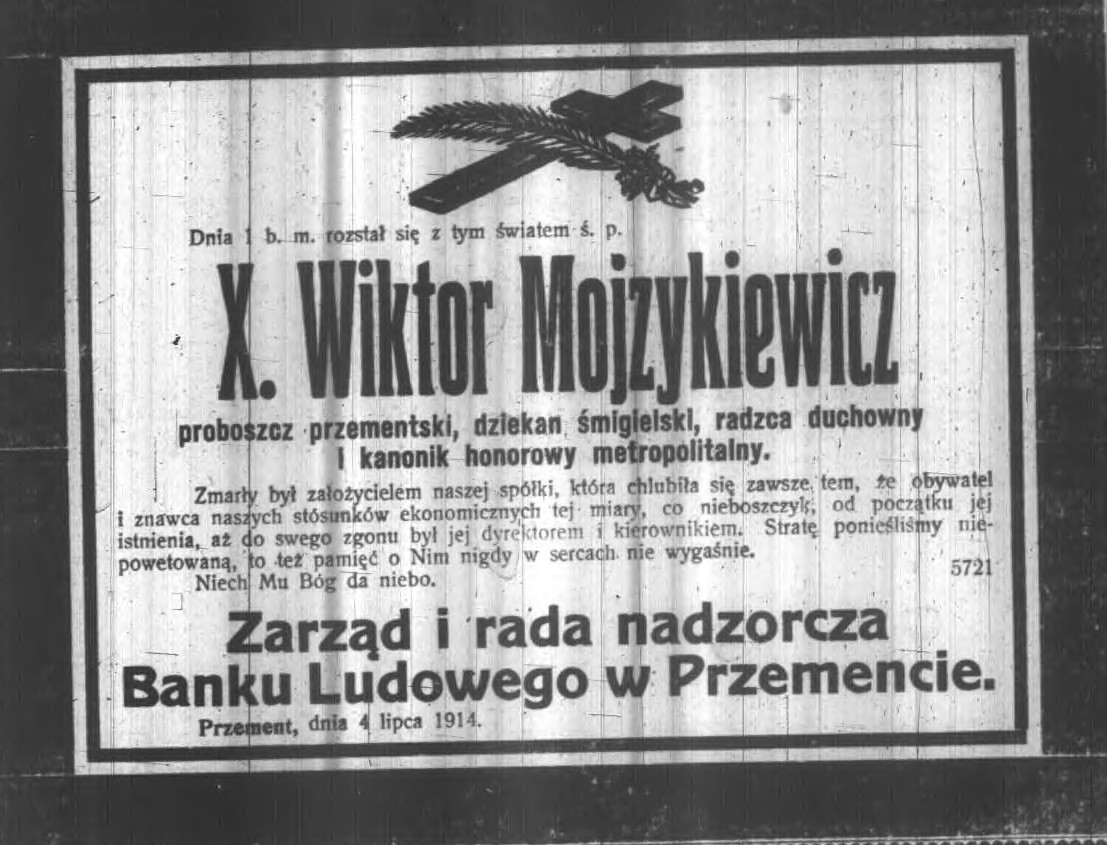 Dnia 1 b. m. rozstał się z tym światem ś. p.
X. Wiktor Mojzykiewicz
proboszcz przementski, dziekan śmigielski, radzca duchowny
i kanonik honorowy metropolitalny.
Zmarły był założycielem naszej spółki, która chlubiła się zawsze tem, że obywatel
i znawca naszych stósunków ekonomicznych tej miary, co nieboszczyk, od początku jej
istnienia, aż do swego zgonu był jej dyrektorem i kierownikiem. Stratę ponieśliśmy nie-
powetowaną, to też pamięć o Nim nigdy w sercach nie wygaśnie.
Niech Mu Bóg da niebo. 5721
Zarząd i rada nadzorcza
Banku Ludowego w Przemencie.
Przement, dnia 4 lipca 1914.